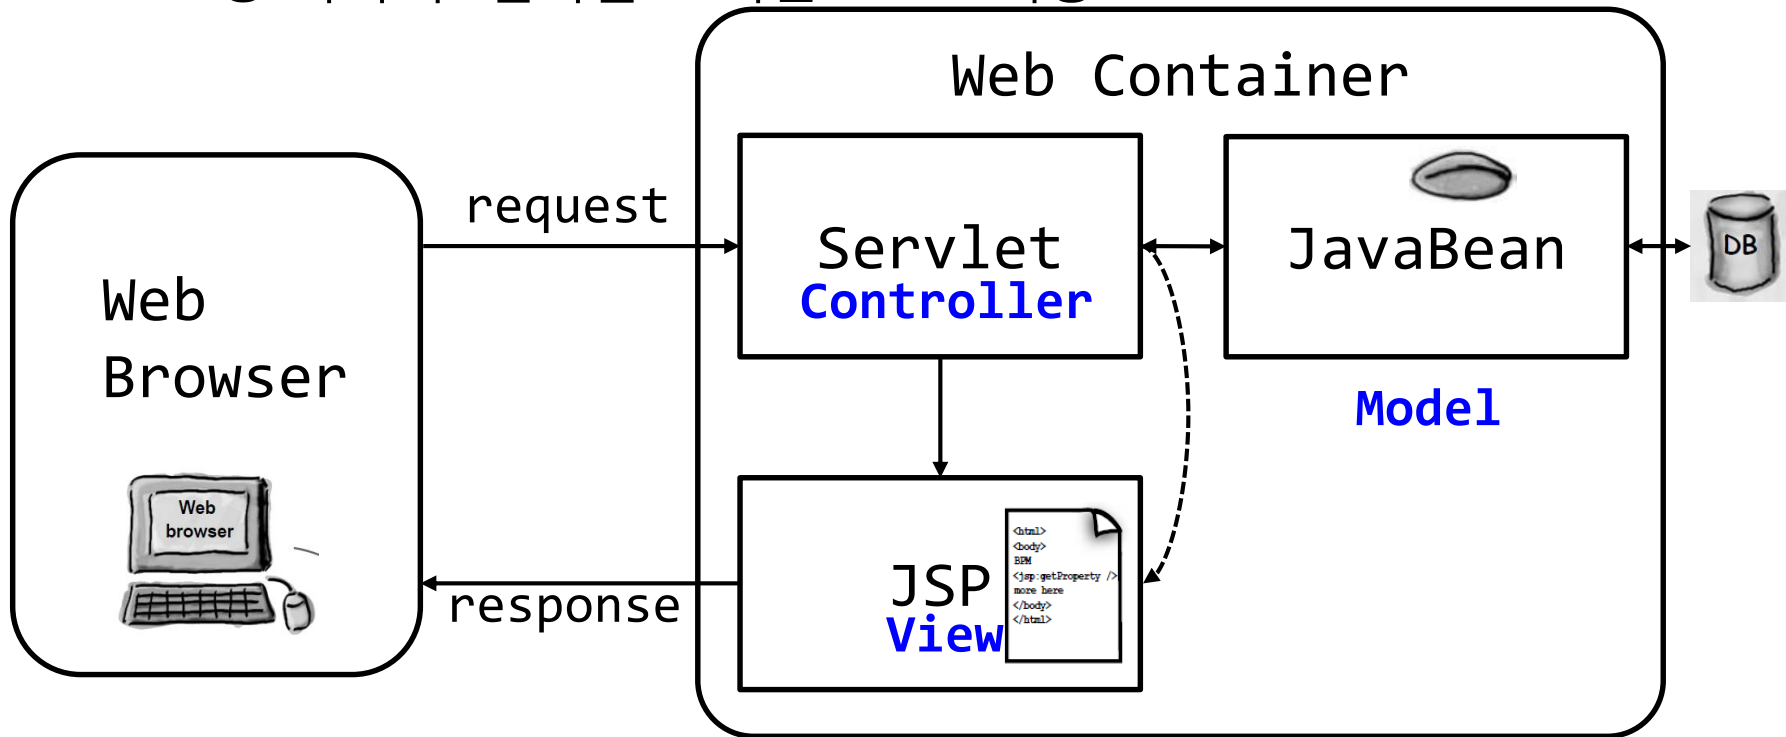 Web Container
request
Servlet
Controller
JavaBean
DB
Web
Browser
Model
Web
browser
<html>
<body>
BPM
<jsp:getProperty />
more here
</body>
</html>
JSP
View
response